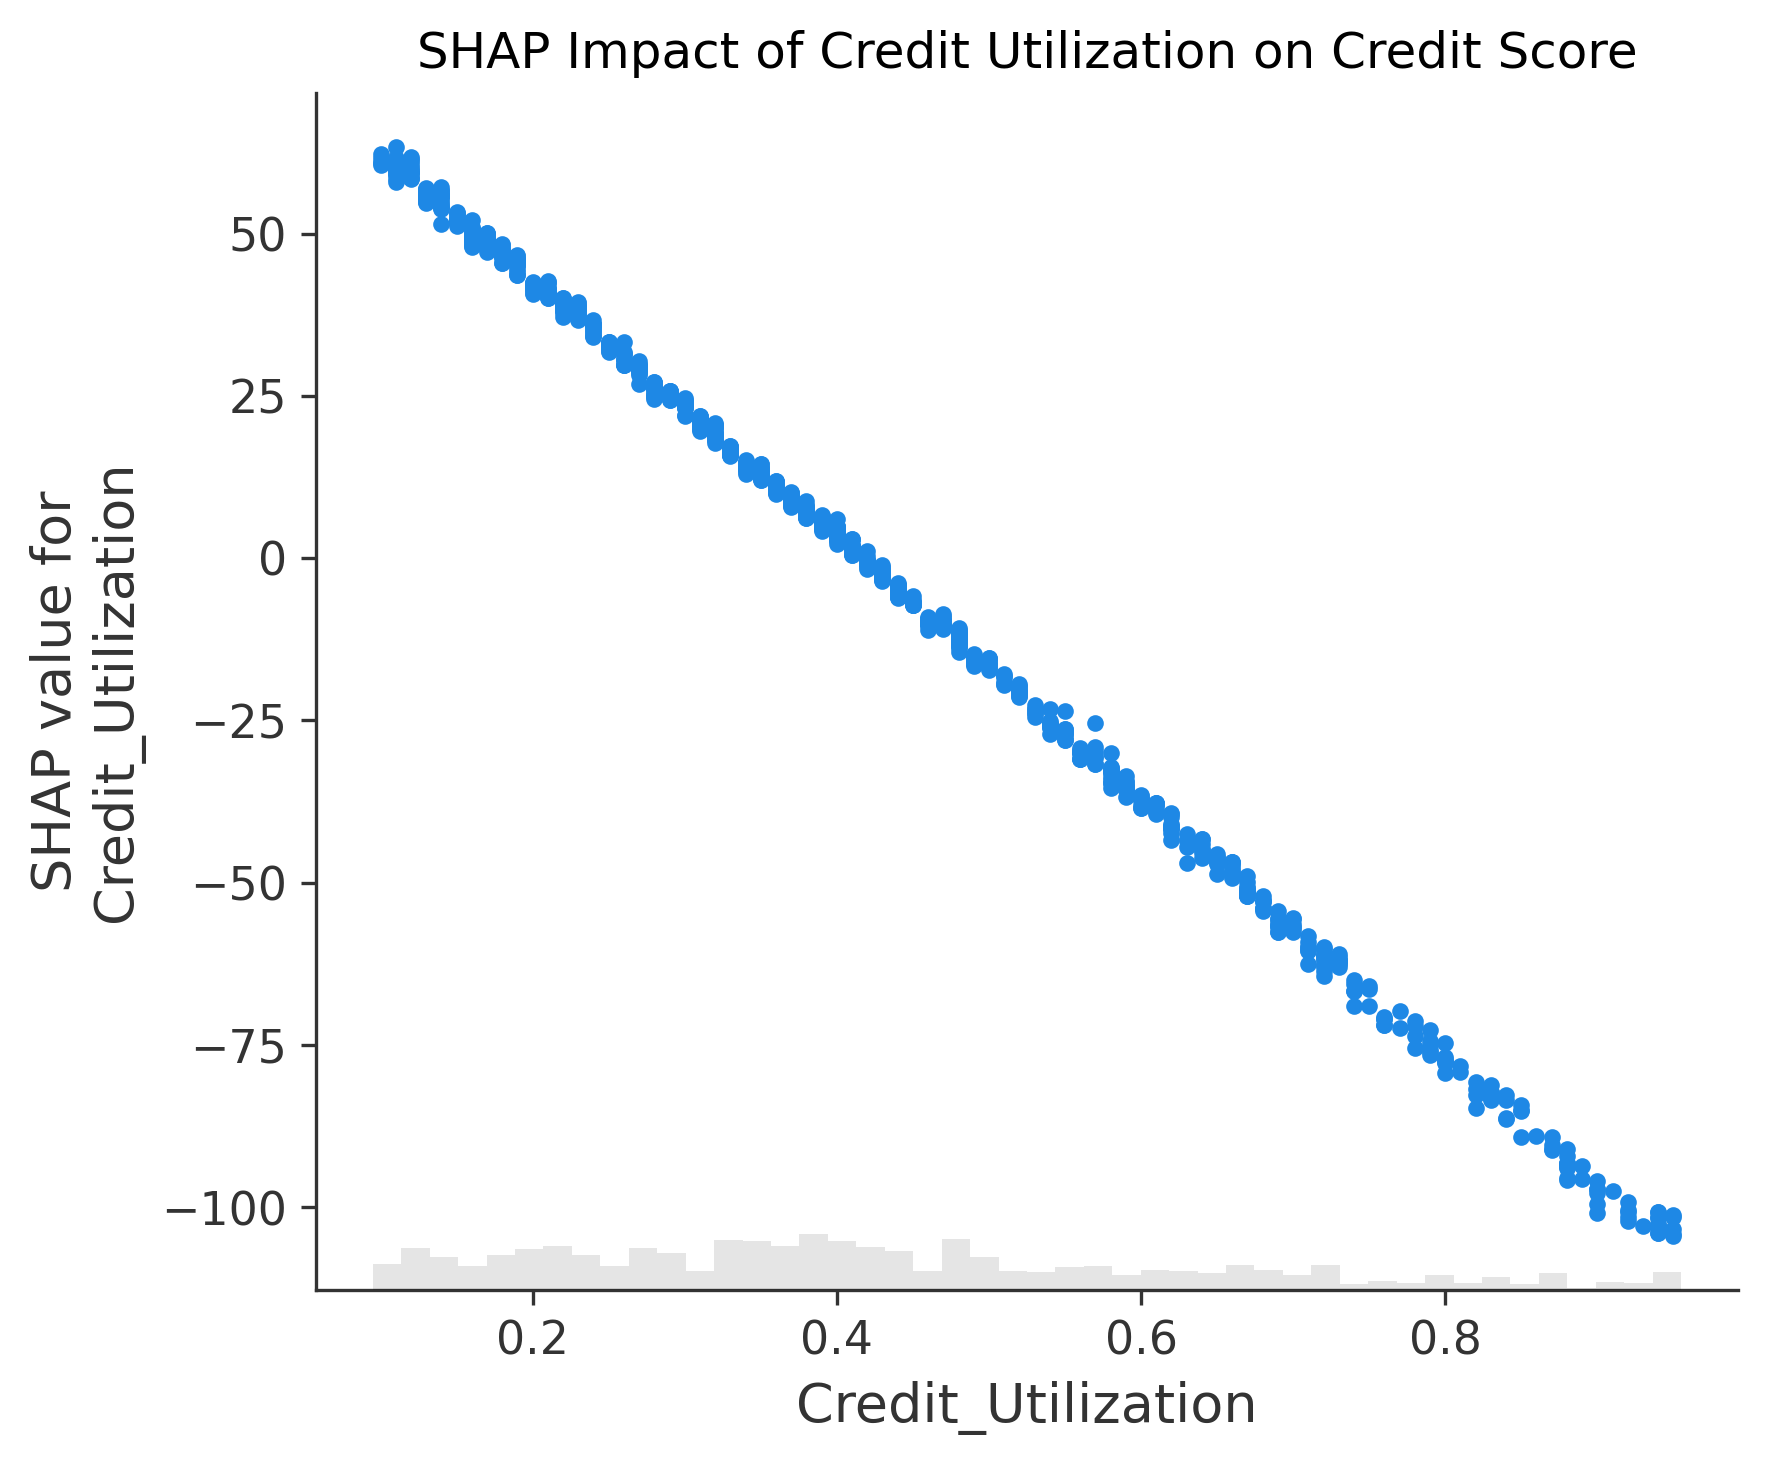 SHAP Impact of Credit Utilization on Credit Score
SHAP value for
Credit_Utilization
50
25
0
−25
−50
−75
−100
0.2
0.4
0.6
0.8
Credit_Utilization